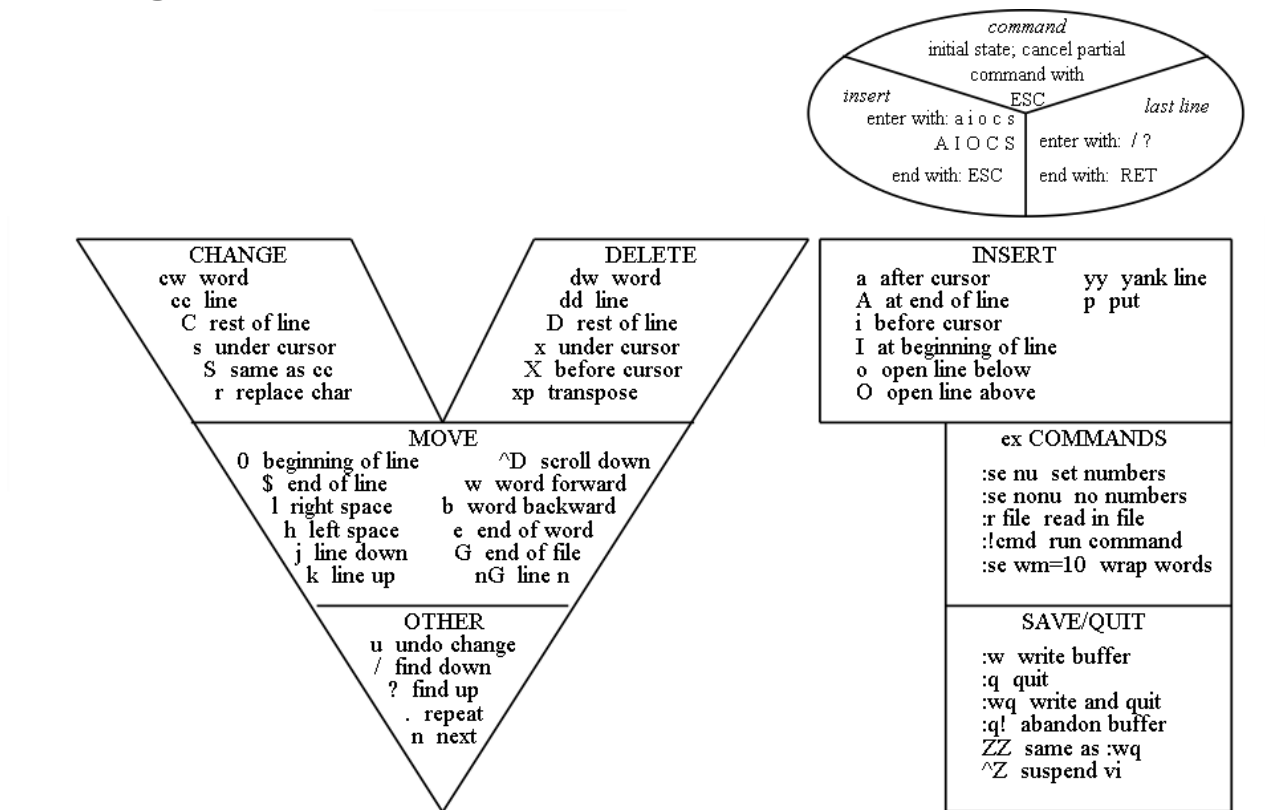 command
initial state; cancel partial
command with
ESC
insert
enter with: a i o c s
A I O C S
end with: ESC
last line
enter with: / ?
end with: RET
CHANGE
cw word
cc line
C rest of line
s under cursor
S same as cc
r replace char
DELETE
dw word
dd line
D rest of line
x under cursor
X before cursor
xp transpose
INSERT
a after cursor
A at end of line
i before cursor
I at beginning of line
o open line below
O open line above
yy yank line
p put
MOVE
0 beginning of line
$ end of line
l right space
h left space
j line down
k line up
^D scroll down
w word forward
b word backward
e end of word
G end of file
nG line n
ex COMMANDS
:se nu set numbers
:se nonu no numbers
:r file read in file
:!cmd run command
:se wm=10 wrap words
OTHER
u undo change
/ find down
? find up
. repeat
n next
SAVE/QUIT
:w write buffer
:q quit
:wq write and quit
:q! abandon buffer
ZZ same as :wq
^Z suspend vi